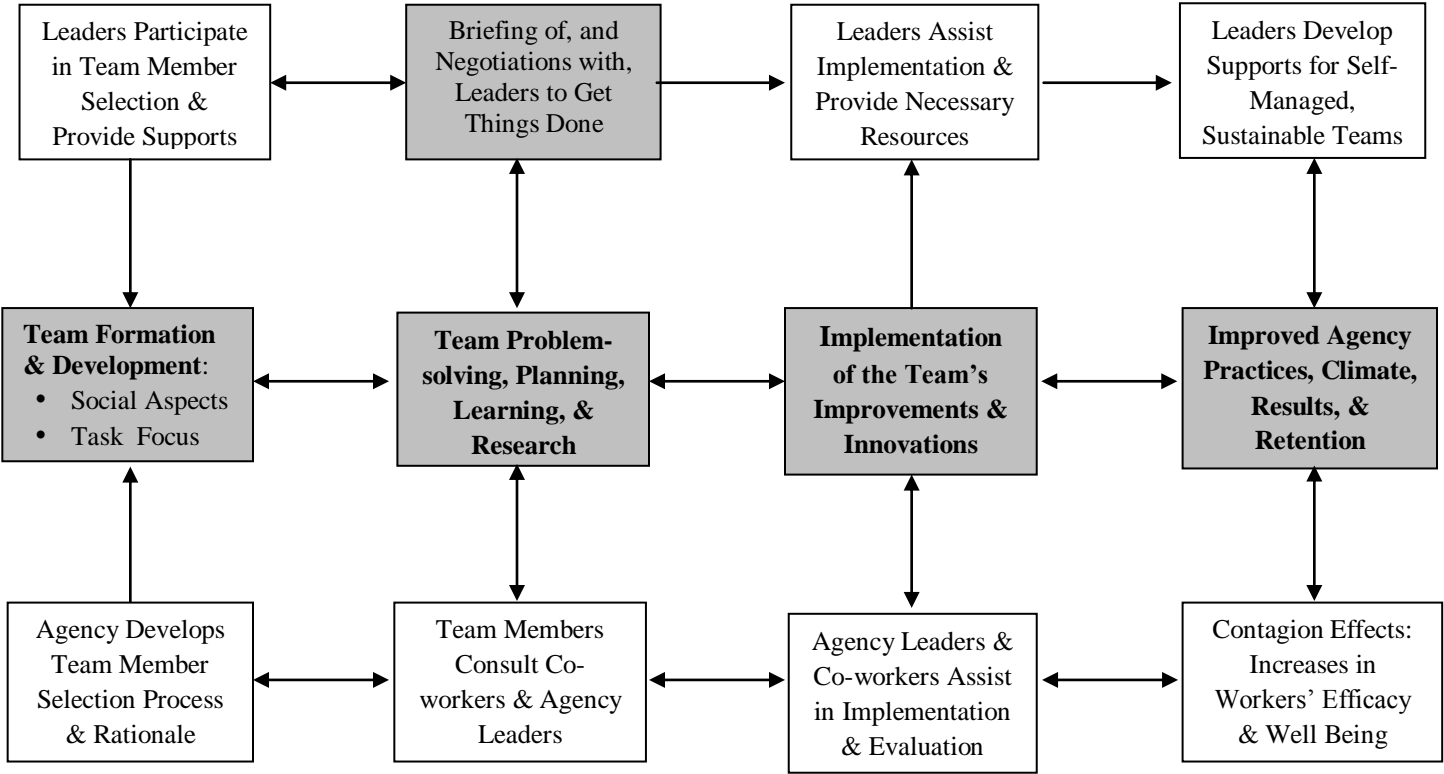 Leaders Participate
in Team Member
Selection &
Provide Supports
Briefing of, and
Negotiations with,
Leaders to Get
Things Done
Leaders Assist
Implementation &
Provide Necessary
Resources
Leaders Develop
Supports for Self-
Managed,
Sustainable Teams
Team Formation
& Development:
• Social Aspects
• Task Focus
Team Problem-
solving, Planning,
Learning, &
Research
Implementation
of the Team’s
Improvements &
Innovations
Improved Agency
Practices, Climate,
Results, &
Retention
Agency Develops
Team Member
Selection Process
& Rationale
Team Members
Consult Co-
workers & Agency
Leaders
Agency Leaders &
Co-workers Assist
in Implementation
& Evaluation
Contagion Effects:
Increases in
Workers’ Efficacy
& Well Being